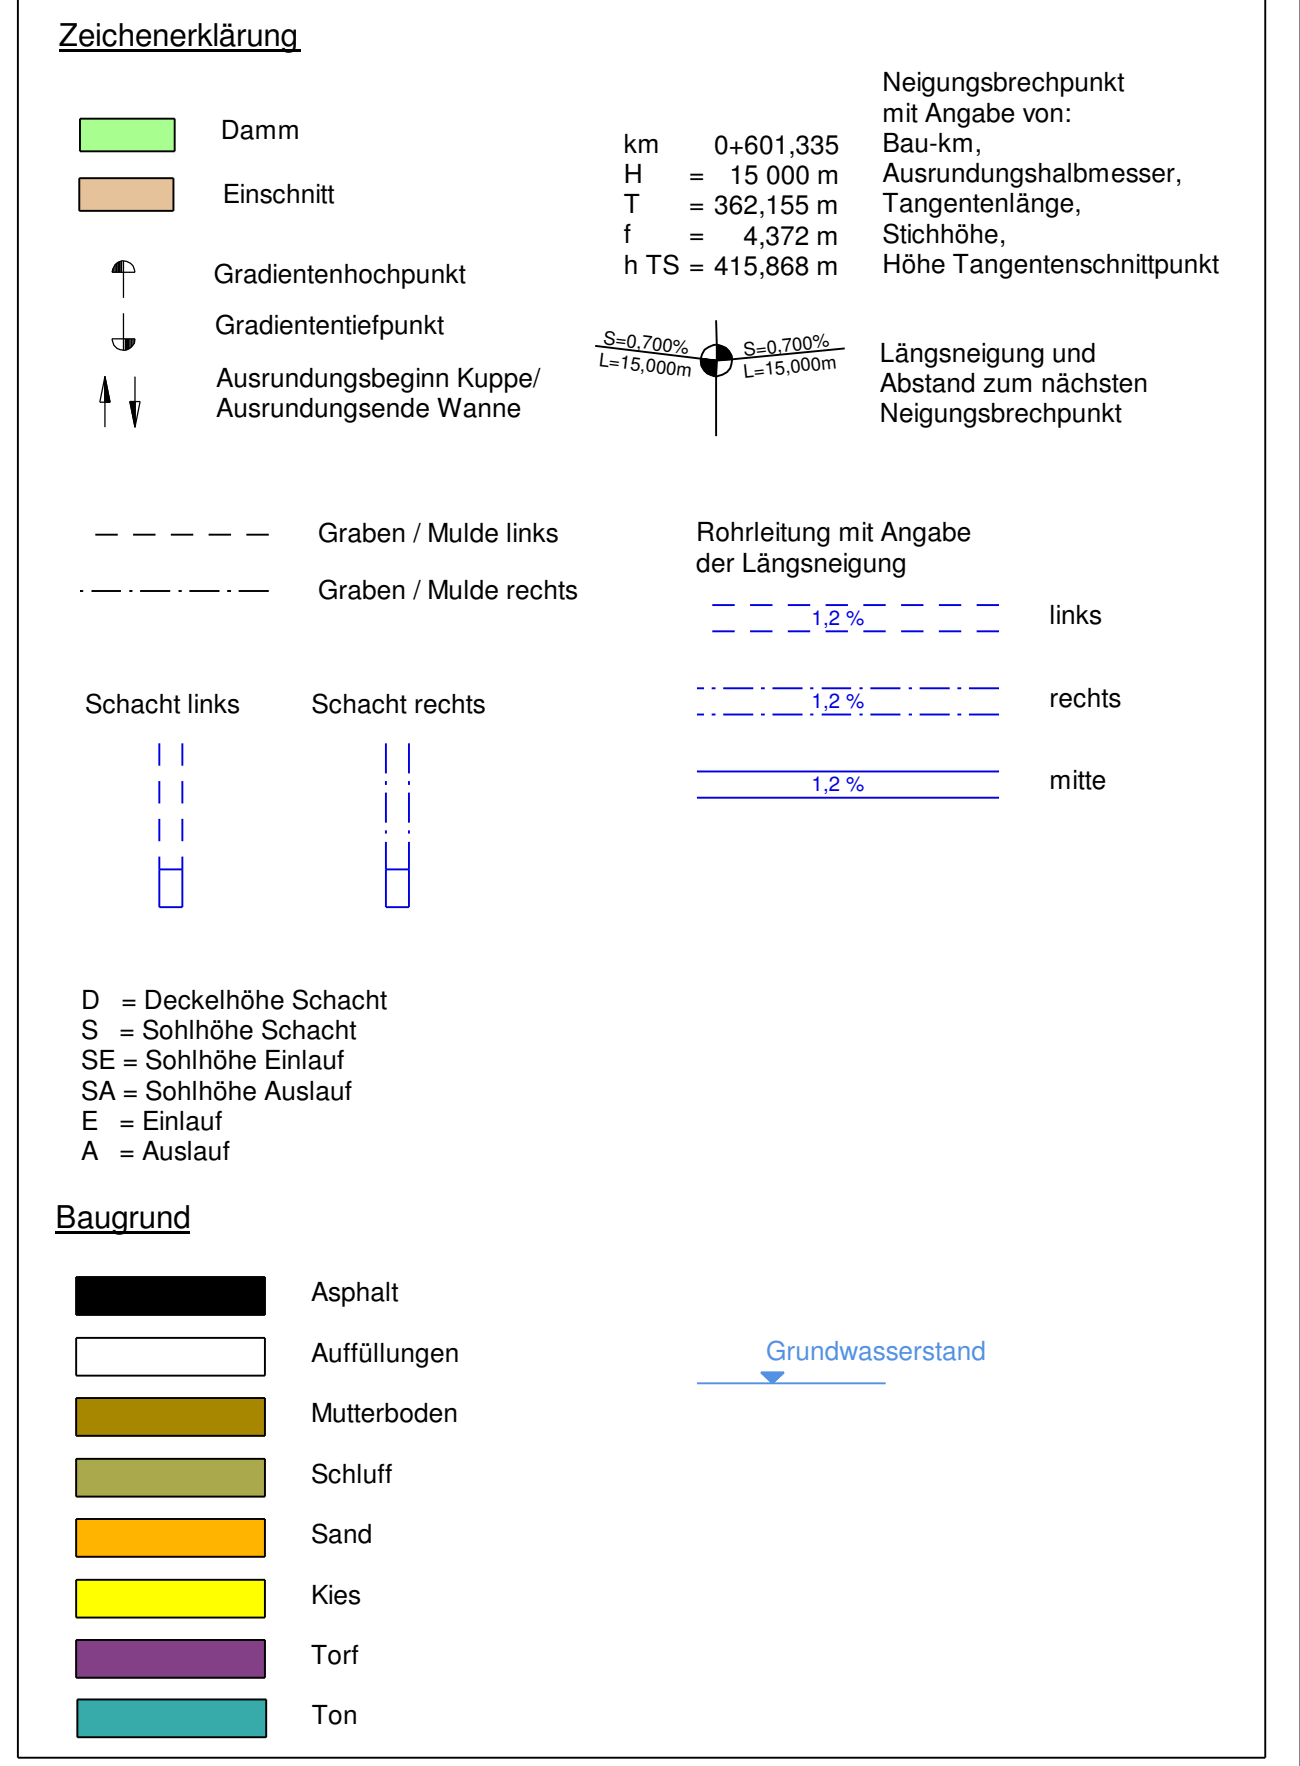 Zeichenerklärung
Damm
Einschnitt
Gradientenhochpunkt
Gradiententiefpunkt
Ausrundungsbeginn Kuppe/
Ausrundungsende Wanne
Neigungsbrechpunkt
mit Angabe von:
km 0+601,335 Bau-km,
H = 15 000 m Ausrundungshalbmesser,
T = 362,155 m Tangentenlänge,
f = 4,372 m Stichhöhe,
h TS = 415,868 m Höhe Tangentenschnittpunkt
S=0,700% S=0,700%
L=15,000m L=15,000m
Längsneigung und
Abstand zum nächsten
Neigungsbrechpunkt
Graben / Mulde links
Graben / Mulde rechts
Rohrleitung mit Angabe
der Längsneigung
1,2 % links
1,2 % rechts
1,2 % mitte
Schacht links Schacht rechts
D = Deckelhöhe Schacht
S = Sohlhöhe Schacht
SE = Sohlhöhe Einlauf
SA = Sohlhöhe Auslauf
E = Einlauf
A = Auslauf
Baugrund
Asphalt
Auffüllungen
Mutterboden
Schluff
Sand
Kies
Torf
Ton
Grundwasserstand